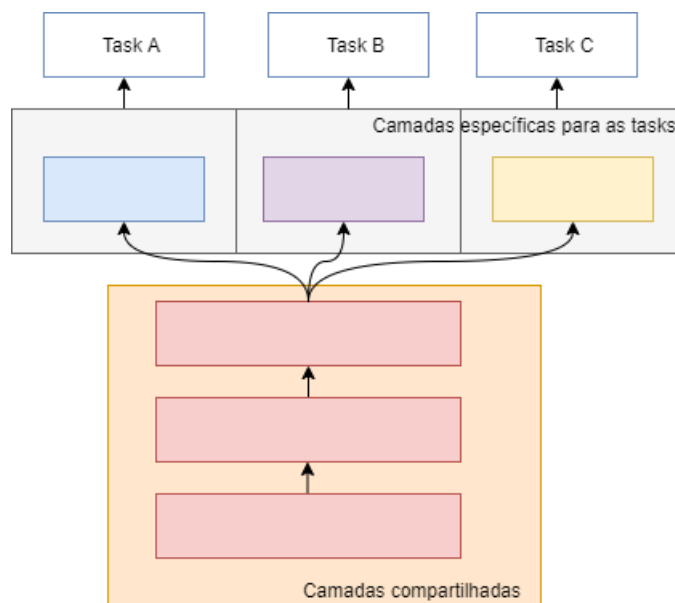 Task A
Task B
Task C
Camadas específicas para as tasks
Camadas compartilhadas